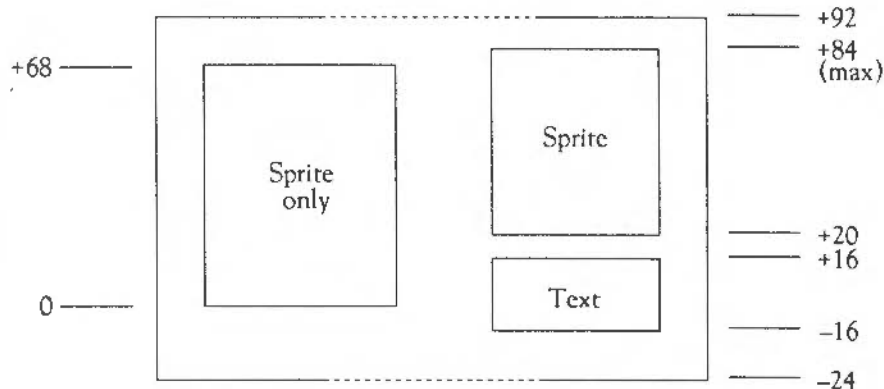 +92
+84
(max)
+68
Sprite
only
Sprite
+20
+16
Text
0
–16
–24